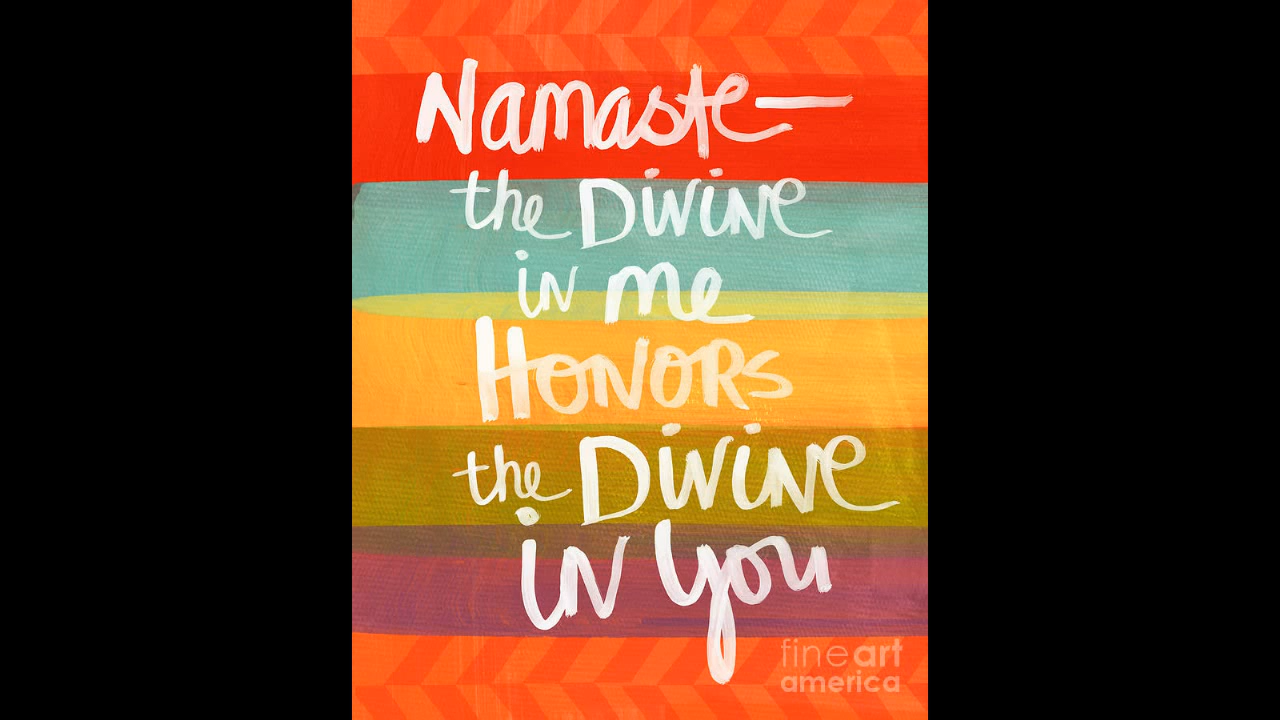 Namaste—
the Divine
in me
Honors
the Divine
in you
fineart
america